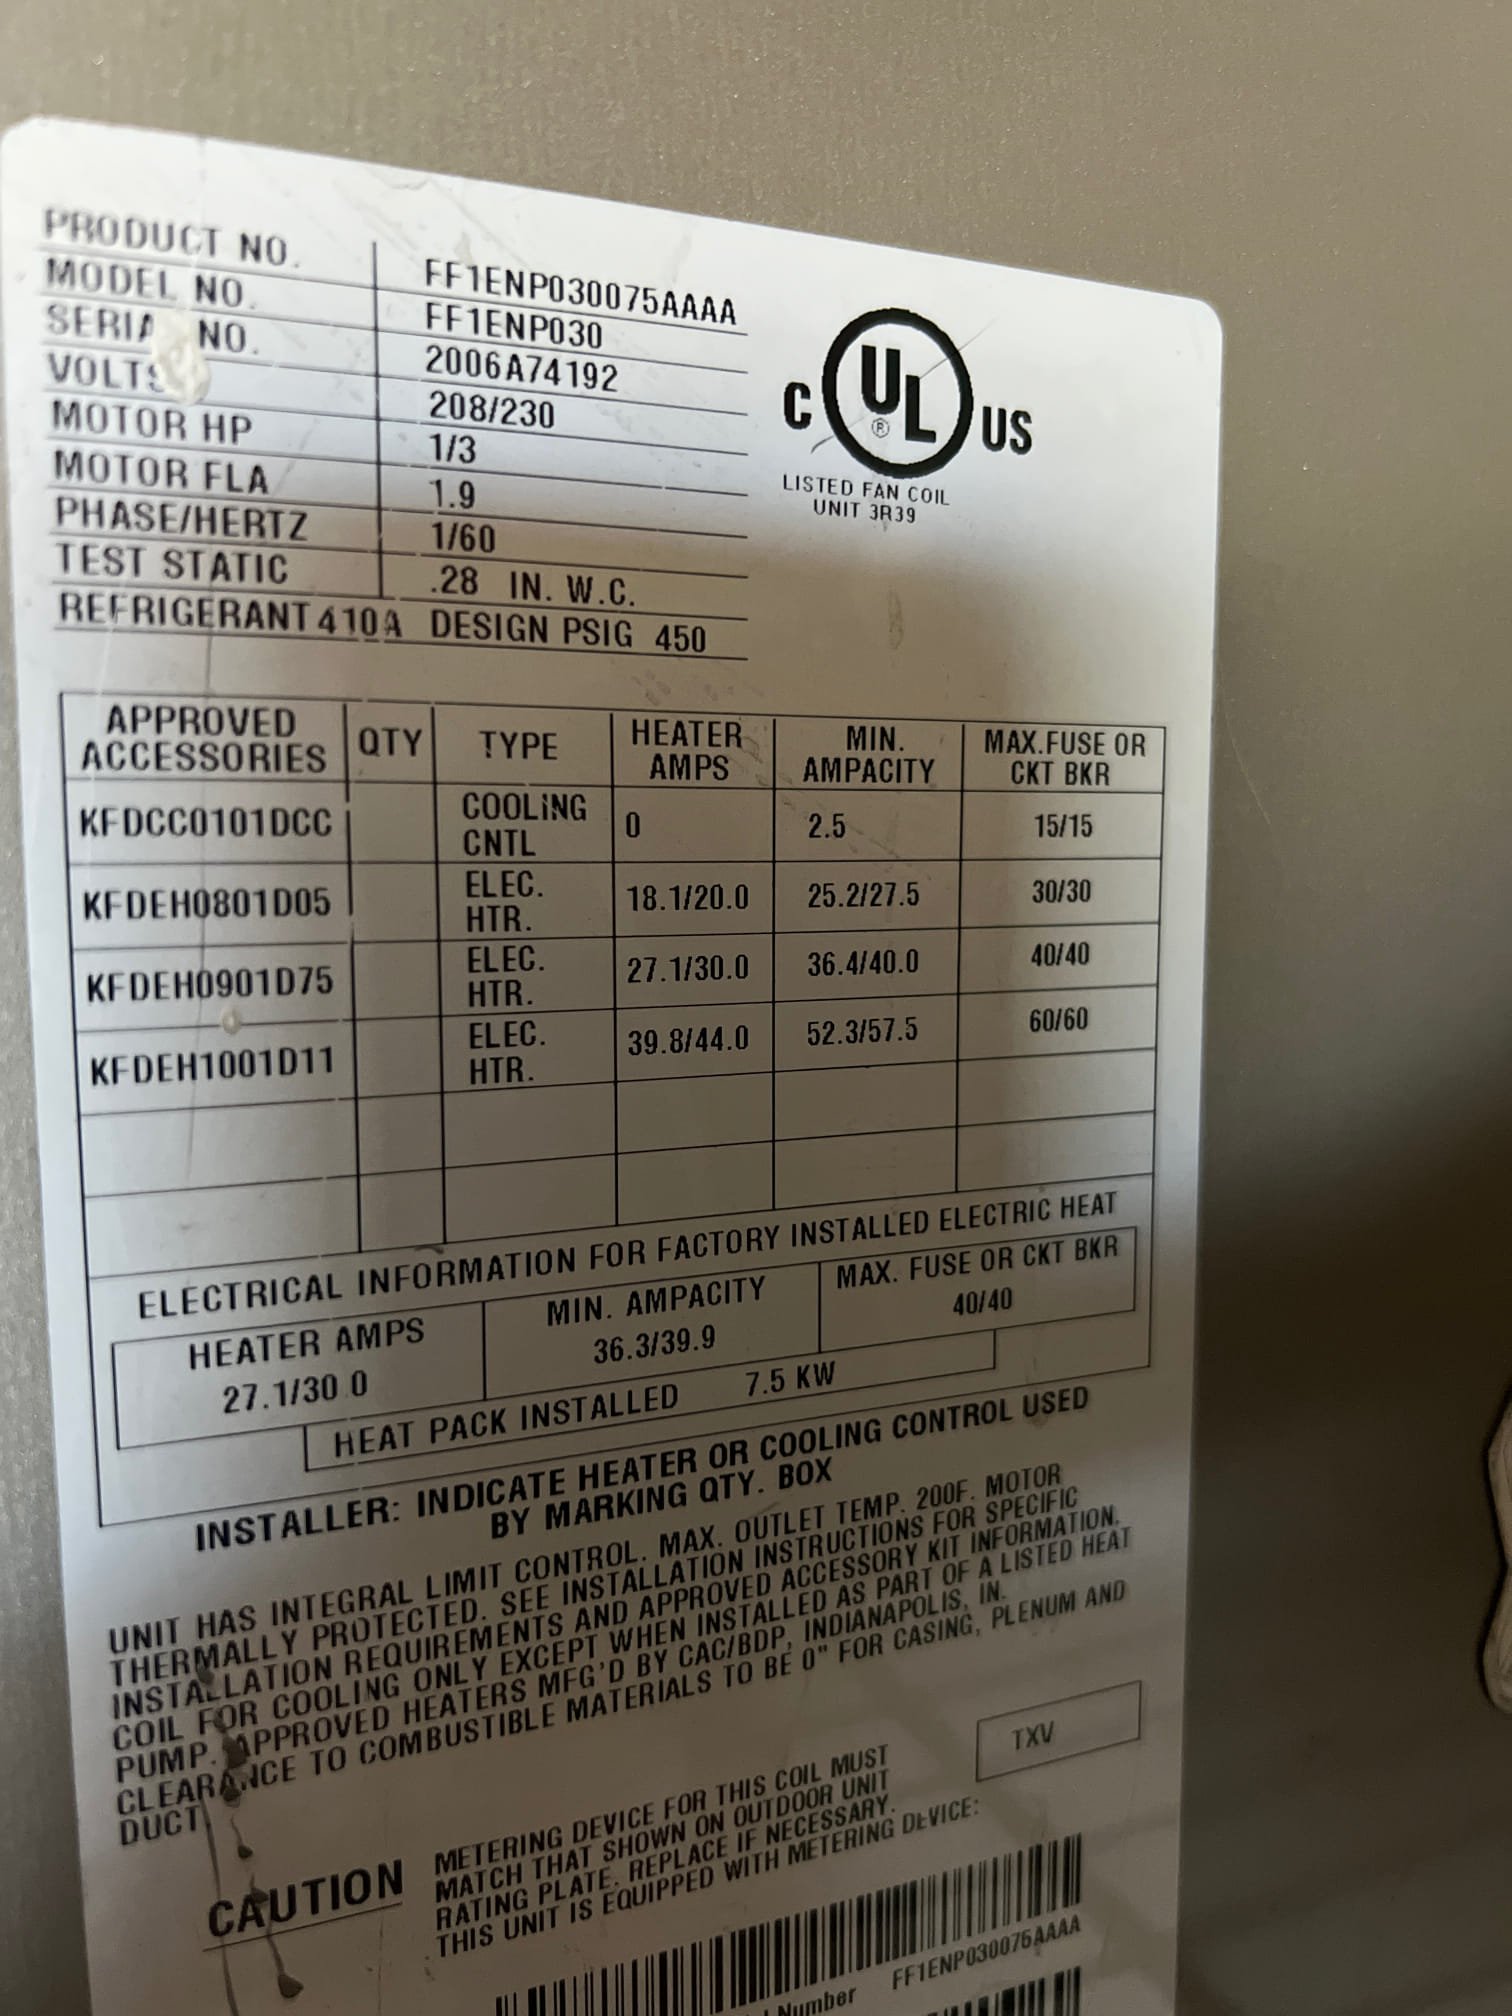 PRODUCT NO. FF1ENP030075AAAA
MODEL NO. FF1ENP030
SERIA NO. 2006A74192
VOLTS 208/230
MOTOR HP 1/3
MOTOR FLA 1.9
PHASE/HERTZ 1/60
TEST STATIC .28 IN. W.C.
REFRIGERANT 410A DESIGN PSIG 450
C UL ® US
LISTED FAN COIL
UNIT 3R39
APPROVED ACCESSORIES QTY TYPE HEATER AMPS MIN. AMPACITY MAX.FUSE OR CKT BKR
KFDCC0101DCC COOLING CNTL 0 2.5 15/15
KFDEH0801D05 ELEC. HTR. 18.1/20.0 25.2/27.5 30/30
KFDEH0901D75 ELEC. HTR. 27.1/30.0 36.4/40.0 40/40
KFDEH1001D11 ELEC. HTR. 39.8/44.0 52.3/57.5 60/60
ELECTRICAL INFORMATION FOR FACTORY INSTALLED ELECTRIC HEAT
HEATER AMPS MIN. AMPACITY MAX. FUSE OR CKT BKR
27.1/30.0 36.3/39.9 40/40
HEAT PACK INSTALLED 7.5 KW
INSTALLER: INDICATE HEATER OR COOLING CONTROL USED
BY MARKING QTY. BOX
UNIT HAS INTEGRAL LIMIT CONTROL. MAX. OUTLET TEMP. 200F. MOTOR
THERMALLY PROTECTED. SEE INSTALLATION INSTRUCTIONS FOR SPECIFIC
INSTALLATION REQUIREMENTS AND APPROVED ACCESSORY KIT INFORMATION.
COIL FOR COOLING ONLY EXCEPT WHEN INSTALLED AS PART OF A LISTED HEAT
PUMP. APPROVED HEATERS MFG'D BY CAC/BDP, INDIANAPOLIS, IN.
CLEARANCE TO COMBUSTIBLE MATERIALS TO BE 0" FOR CASING, PLENUM AND
DUCT
CAUTION
METERING DEVICE FOR THIS COIL MUST
MATCH THAT SHOWN ON OUTDOOR UNIT
RATING PLATE. REPLACE IF NECESSARY.
THIS UNIT IS EQUIPPED WITH METERING DEVICE:
TXV
Number FF1ENP030075AAAA